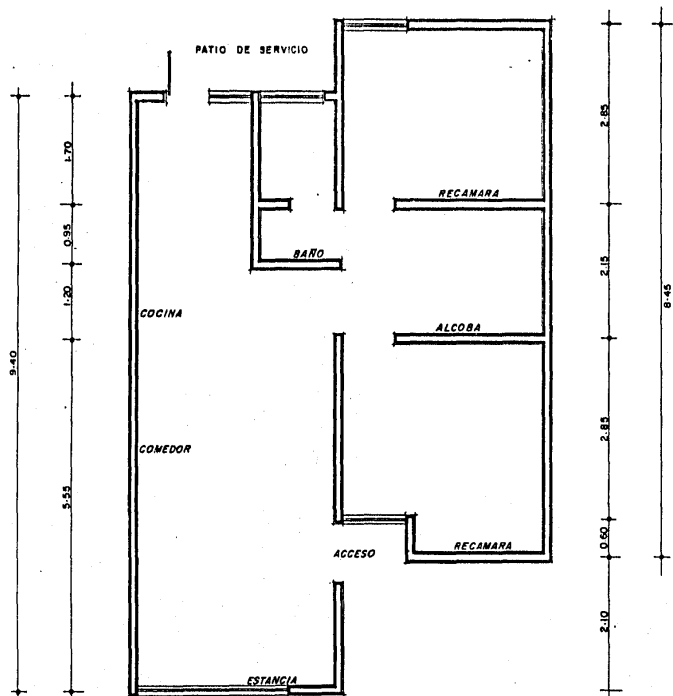 PATIO DE SERVICIO
RECAMARA
BAÑO
COCINA
ALCOBA
COMEDOR
ACCESO
RECAMARA
ESTANCIA
9.40
1.70
0.95
1.20
5.55
2.85
2.15
2.85
0.60
2.10
8.45